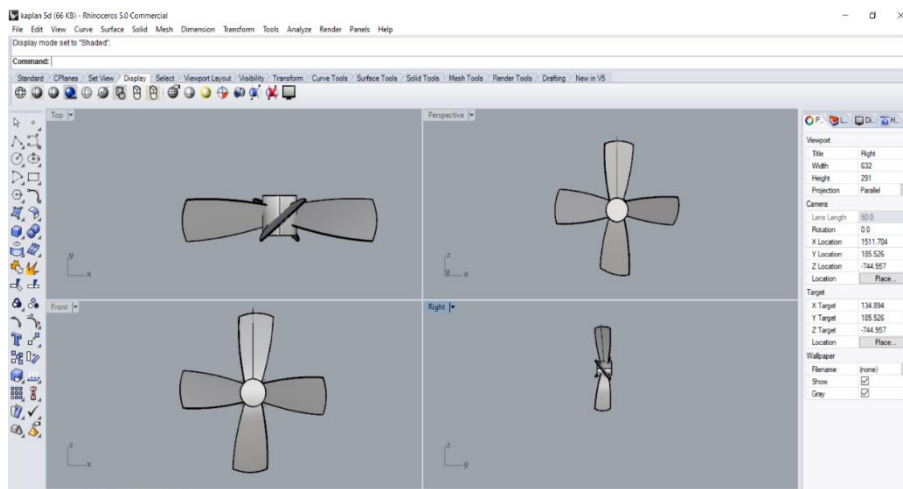 kaplan 5d (66 KB) - Rhinoceros 5.0 Commercial
File Edit View Curve Surface Solid Mesh Dimension Transform Tools Analyze Render Panels Help
Display mode set to "Shaded".
Command:
Standard CPlanes Set View Display Select Viewport Layout Visibility Transform Curve Tools Surface Tools Solid Tools Mesh Tools Render Tools Drafting New in V5
Top
Perspective
P.. L.. Di.. H..
Viewport
Title Right
Width 632
Height 291
Projection Parallel
Camera
Lens Length 50.0
Rotation 0.0
X Location 1511.704
Y Location 185.526
Z Location -744.957
Location Place...
Target
X Target 134.894
Y Target 185.526
Z Target -744.957
Location Place...
Wallpaper
Filename (none)
Show
Gray
y
x
z
y x
Front
Right
z
x
z
y